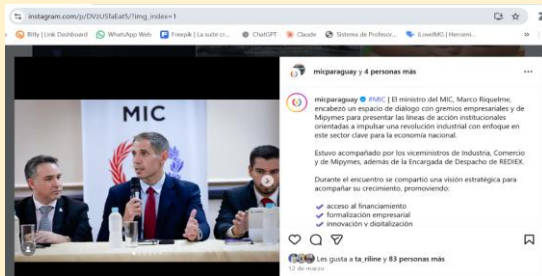 instagram.com/p/DVzUSfaEat5/?img_index=1
Bitly | Link Dashboard
WhatsApp Web
Freepik | La suite cr...
ChatGPT
Claude
Sistema de Profesor...
iLoveIMG | Herrami...
»
MIC
micparaguay y 4 personas más
...
micparaguay #MIC | El ministro del MIC, Marco Riquelme,
encabezó un espacio de diálogo con gremios empresariales y de
Mipymes para presentar las líneas de acción institucionales
orientadas a impulsar una revolución industrial con enfoque en
este sector clave para la economía nacional.
Estuvo acompañado por los viceministros de Industria, Comercio
y de Mipymes, además de la Encargada de Despacho de REDIEX.
Durante el encuentro se compartió una visión estratégica para
acompañar su crecimiento, promoviendo:
✓ acceso al financiamiento
✓ formalización empresarial
✓ innovación y digitalización
Les gusta a ta_riline y 83 personas más
12 de marzo